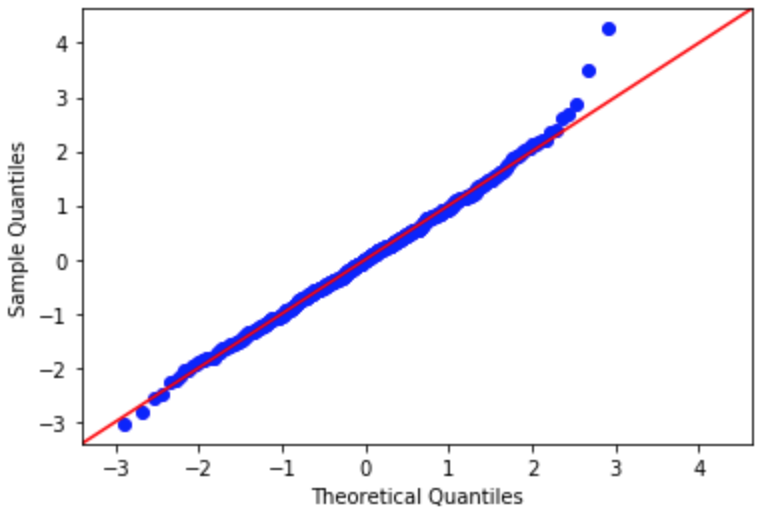 4
3
2
1
0
−1
−2
−3
Sample Quantiles
−3 −2 −1 0 1 2 3 4
Theoretical Quantiles